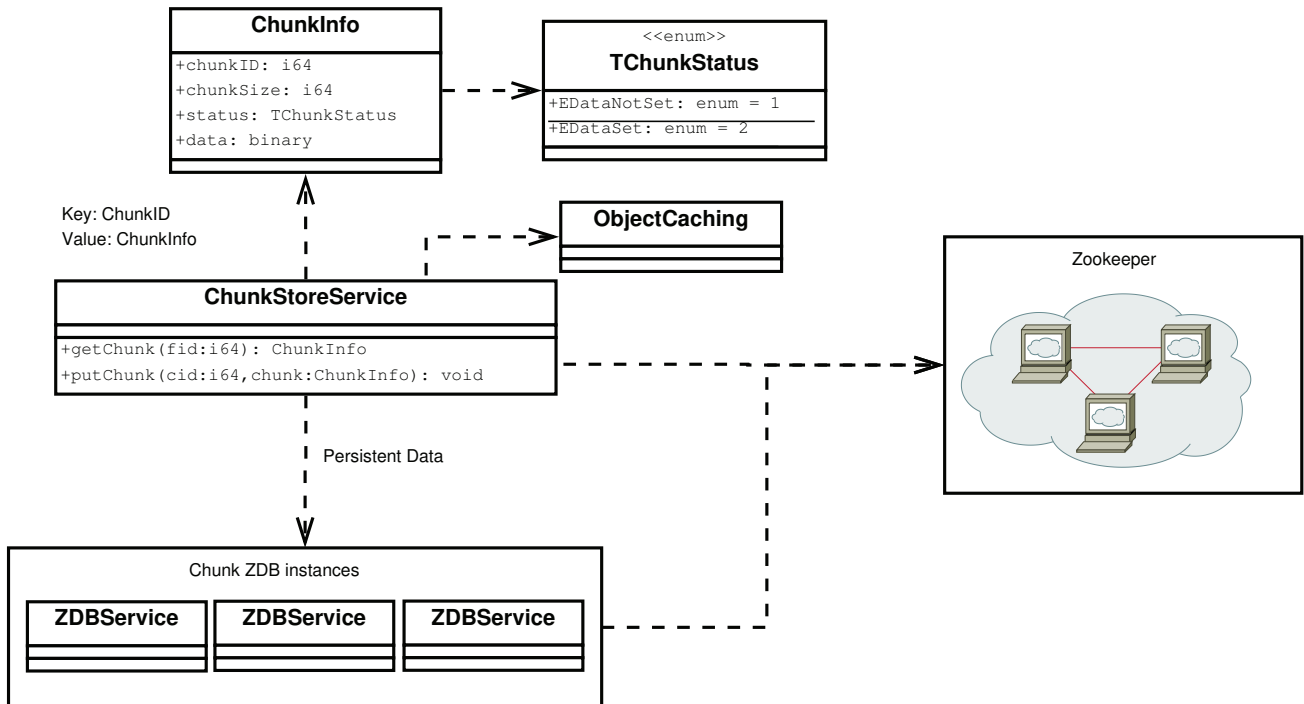 ChunkInfo
+chunkID: i64
+chunkSize: i64
+status: TChunkStatus
+data: binary
<<enum>>
TChunkStatus
+EDataNotSet: enum = 1
+EDataSet: enum = 2
Key: ChunkID
Value: ChunkInfo
ObjectCaching
ChunkStoreService
+getChunk(fid:i64): ChunkInfo
+putChunk(cid:i64,chunk:ChunkInfo): void
Zookeeper
Persistent Data
Chunk ZDB instances
ZDBService
ZDBService
ZDBService